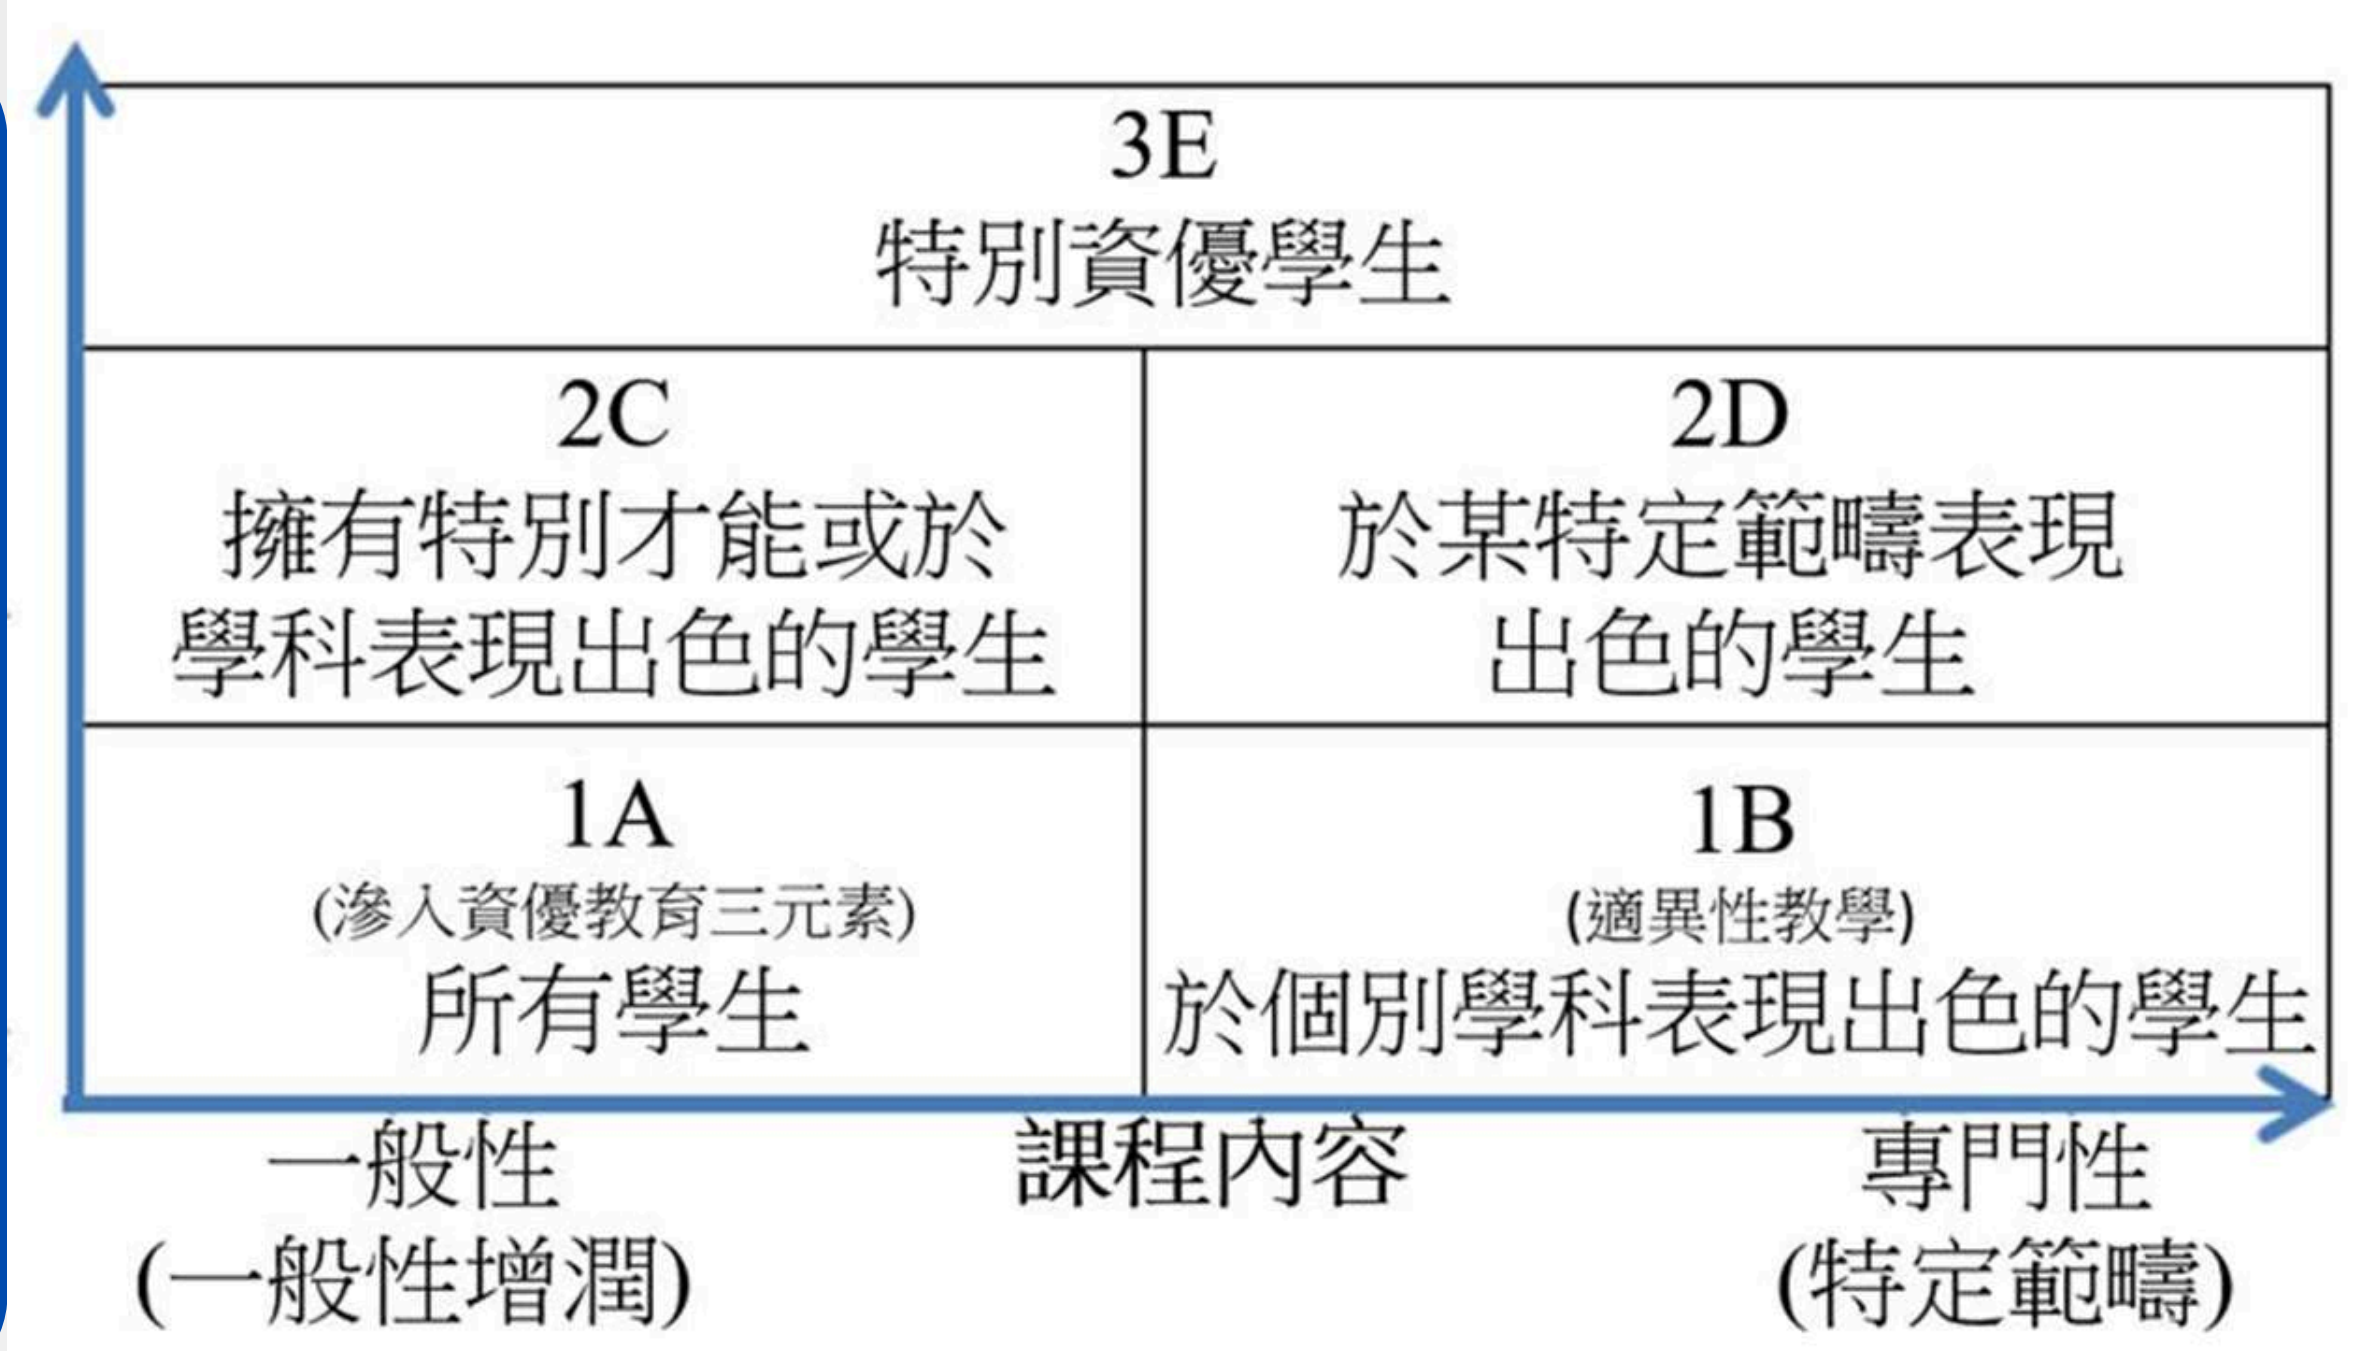 3E
特別資優學生
2C
擁有特別才能或於
學科表現出色的學生
2D
於某特定範疇表現
出色的學生
1A
(滲入資優教育三元素)
所有學生
1B
(適異性教學)
於個別學科表現出色的學生
一般性
(一般性增潤)
課程內容
專門性
(特定範疇)